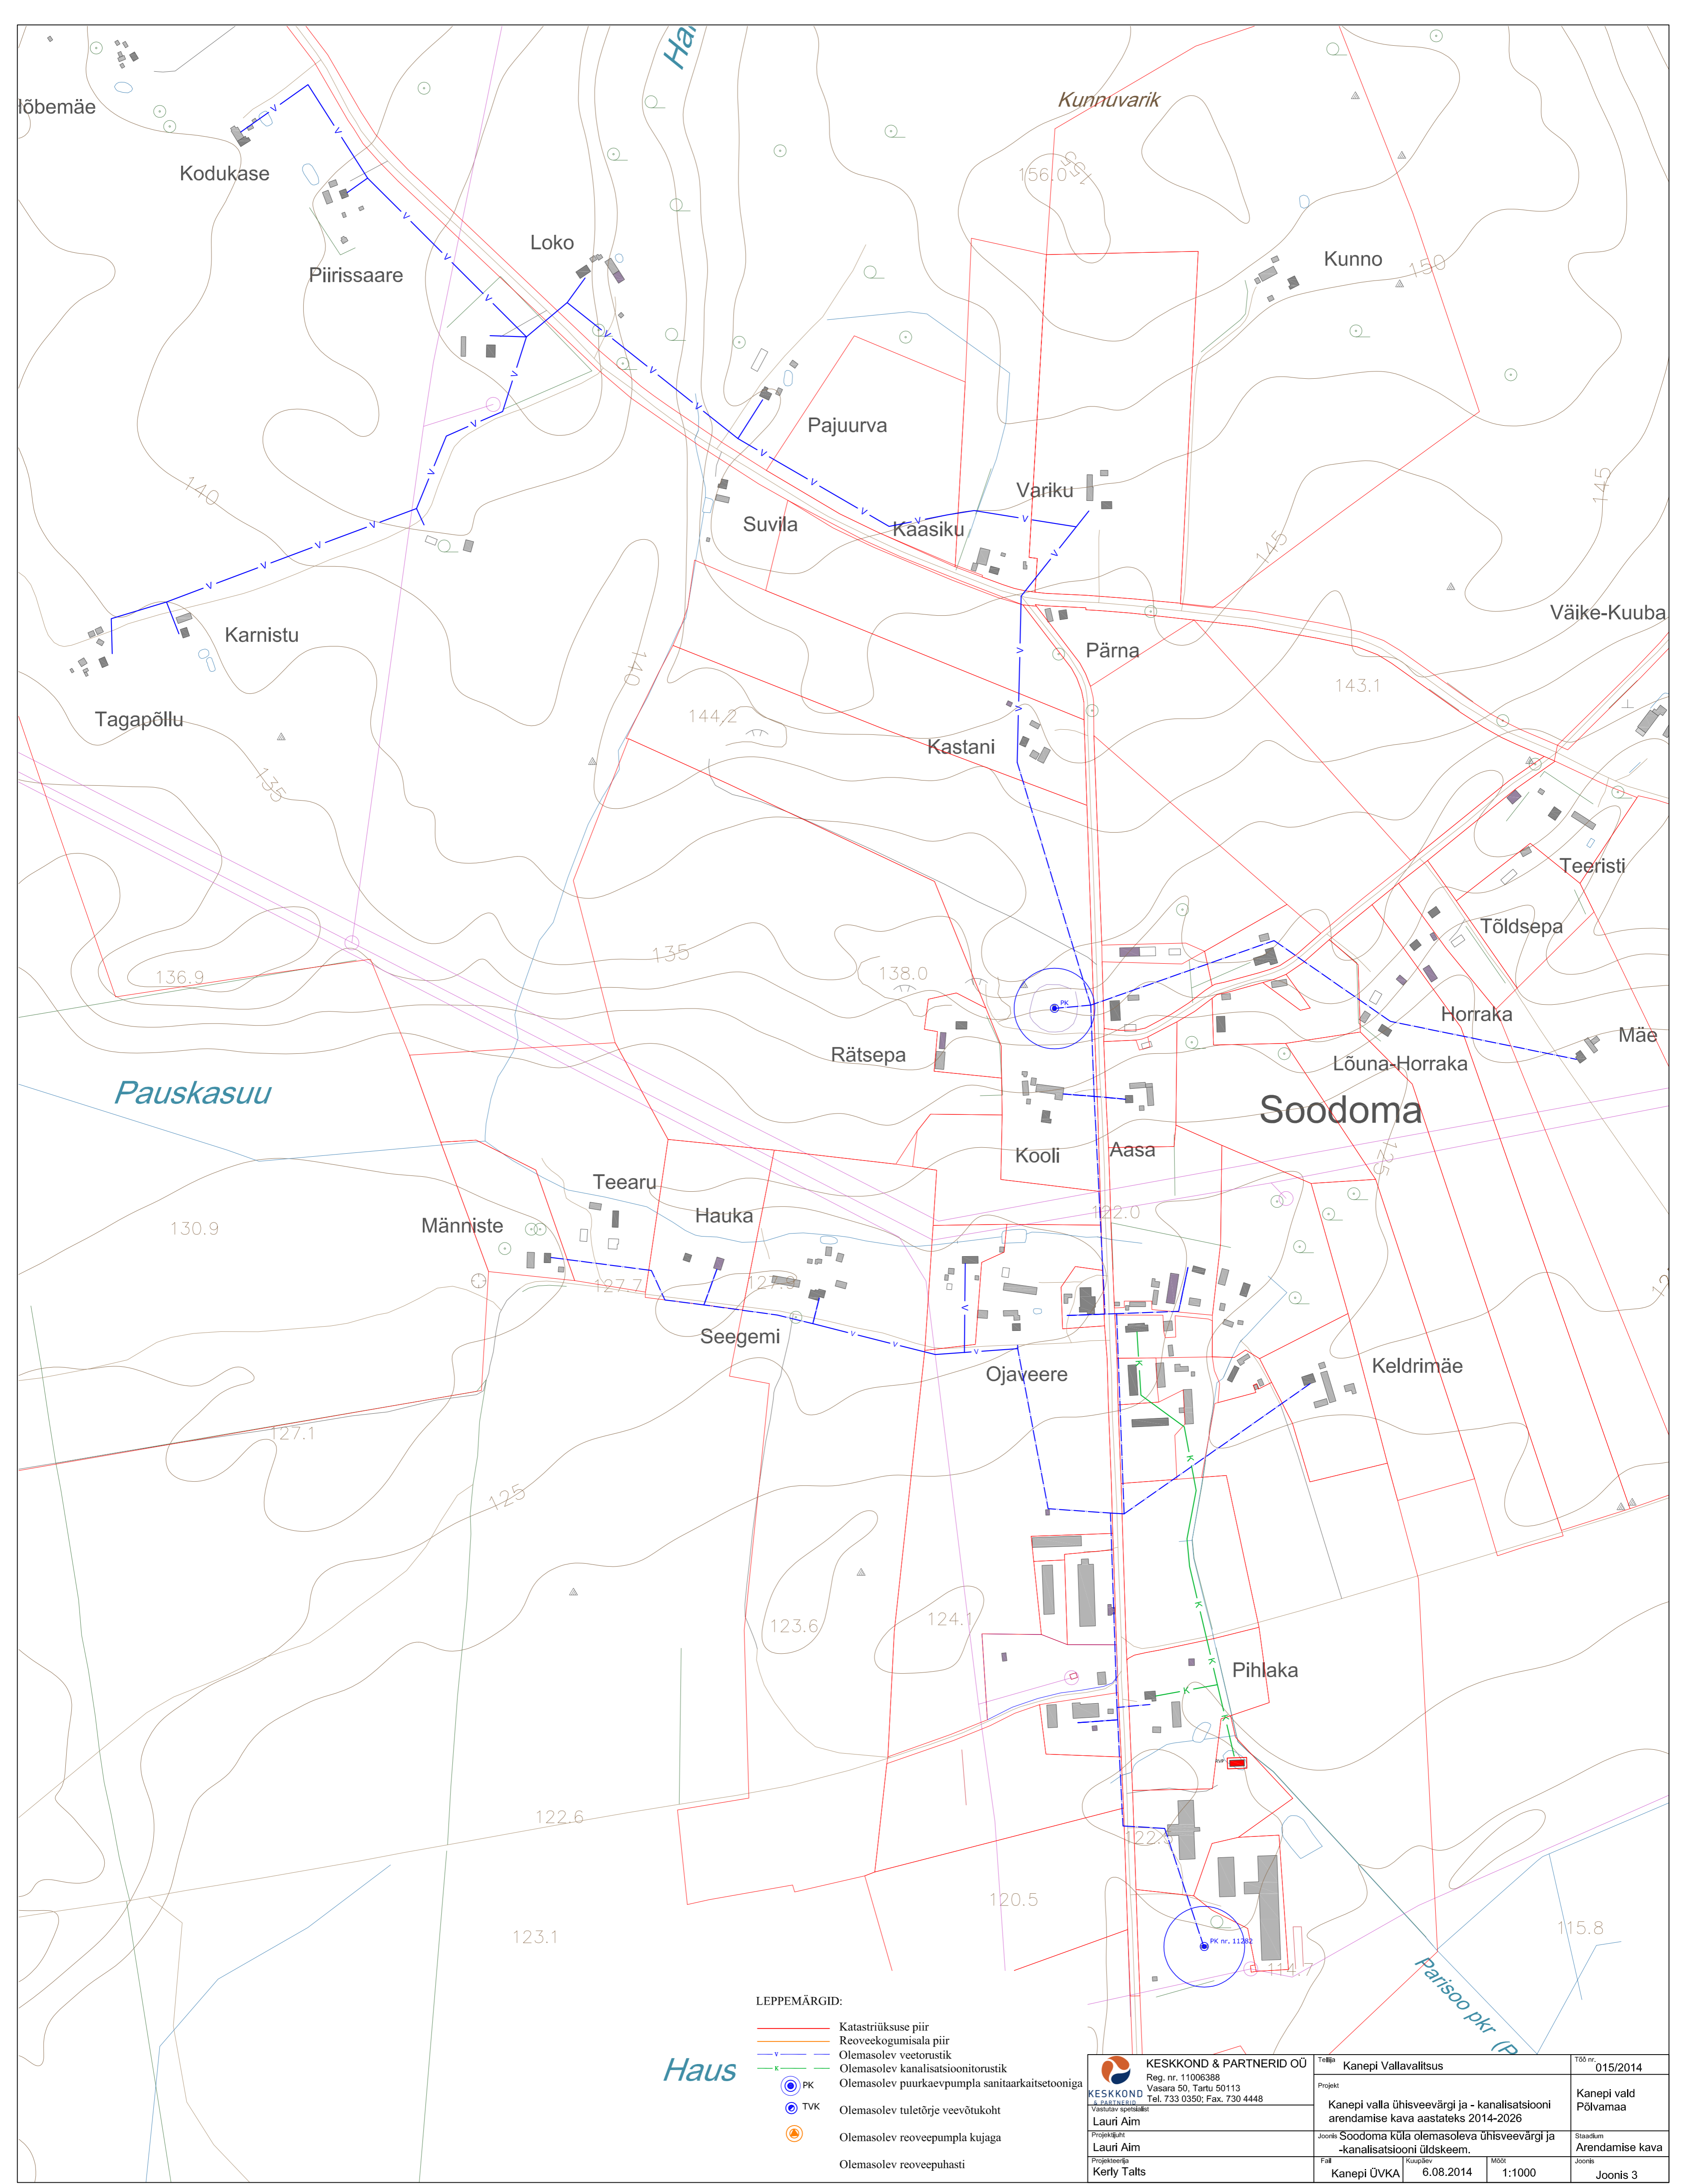 Hõbemäe
Kodukase
Piirissaare
Loko
Kunnuvarik
156.0
155
Kunno
150
Pajuurva
Variku
Suvila
Kaasiku
140
145
145
Väike-Kuuba
Karnistu
Pärna
140
143.1
Tagapõllu
144.2
Kastani
135
Teeristi
Tõldsepa
136.9
135
138.0
PK
Horraka
Mäe
Rätsepa
Lõuna-Horraka
Pauskasuu
Soodoma
Kooli
Aasa
125
Teearu
Hauka
122.0
Männiste
130.9
127.7
127.9
Seegemi
Ojaveere
Keldrimäe
127.1
125
123.6
124.1
Pihlaka
RVP
122.6
120.5
123.1
115.8
PK nr. 11282
114.7
Parisoo pkr (P
Haus
LEPPEMÄRGID:
Katastriüksuse piir
Reoveekogumisala piir
V Olemasolev veetorustik
K Olemasolev kanalisatsioonitorustik
PK Olemasolev puurkaevpumpla sanitaarkaitsetooniga
TVK Olemasolev tuletõrje veevõtukoht
Olemasolev reoveepumpla kujaga
Olemasolev reoveepuhasti
KESKKOND & PARTNERID
KESKKOND & PARTNERID OÜ
Reg. nr. 11006388
Vasara 50, Tartu 50113
Tel. 733 0350; Fax. 730 4448
Vastutav spetsialist
Lauri Aim
Projektijuht
Lauri Aim
Projekteerija
Kerly Talts
Tellija Kanepi Vallavalitsus
Töö nr. 015/2014
Projekt
Kanepi valla ühisveevärgi ja - kanalisatsiooni
arendamise kava aastateks 2014-2026
Kanepi vald
Põlvamaa
Joonis Soodoma küla olemasoleva ühisveevärgi ja
-kanalisatsiooni üldskeem.
Staadium
Arendamise kava
Fail
Kanepi ÜVKA
Kuupäev
6.08.2014
Mõõt
1:1000
Joonis
Joonis 3